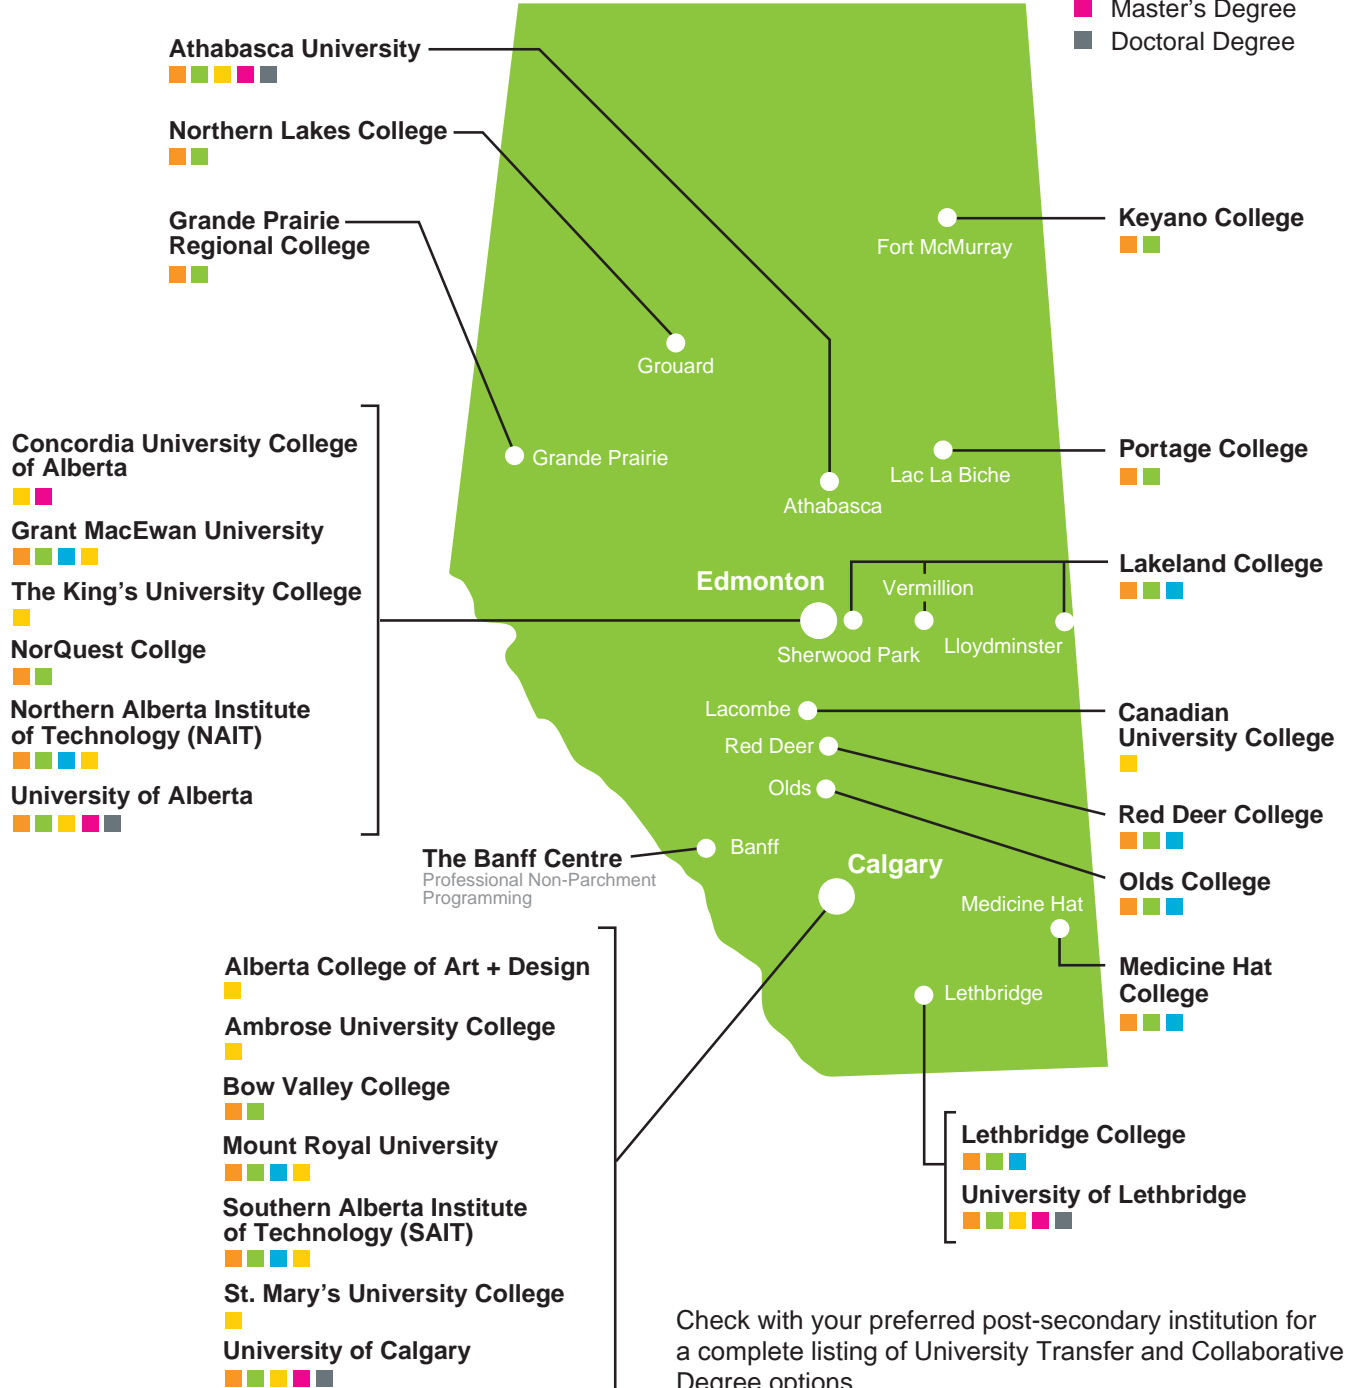 Master's Degree
Doctoral Degree
Athabasca University
Northern Lakes College
Grande Prairie
Regional College
Keyano College
Fort McMurray
Grouard
Grande Prairie
Athabasca
Lac La Biche
Portage College
Concordia University College
of Alberta
Grant MacEwan University
The King's University College
NorQuest Collge
Northern Alberta Institute
of Technology (NAIT)
University of Alberta
Edmonton
Vermillion
Sherwood Park
Lloydminster
Lakeland College
Lacombe
Red Deer
Olds
Canadian
University College
Red Deer College
Olds College
The Banff Centre
Professional Non-Parchment
Programming
Banff
Calgary
Medicine Hat
Medicine Hat
College
Lethbridge
Alberta College of Art + Design
Ambrose University College
Bow Valley College
Mount Royal University
Southern Alberta Institute
of Technology (SAIT)
St. Mary's University College
University of Calgary
Lethbridge College
University of Lethbridge
Check with your preferred post-secondary institution for
a complete listing of University Transfer and Collaborative
Degree options